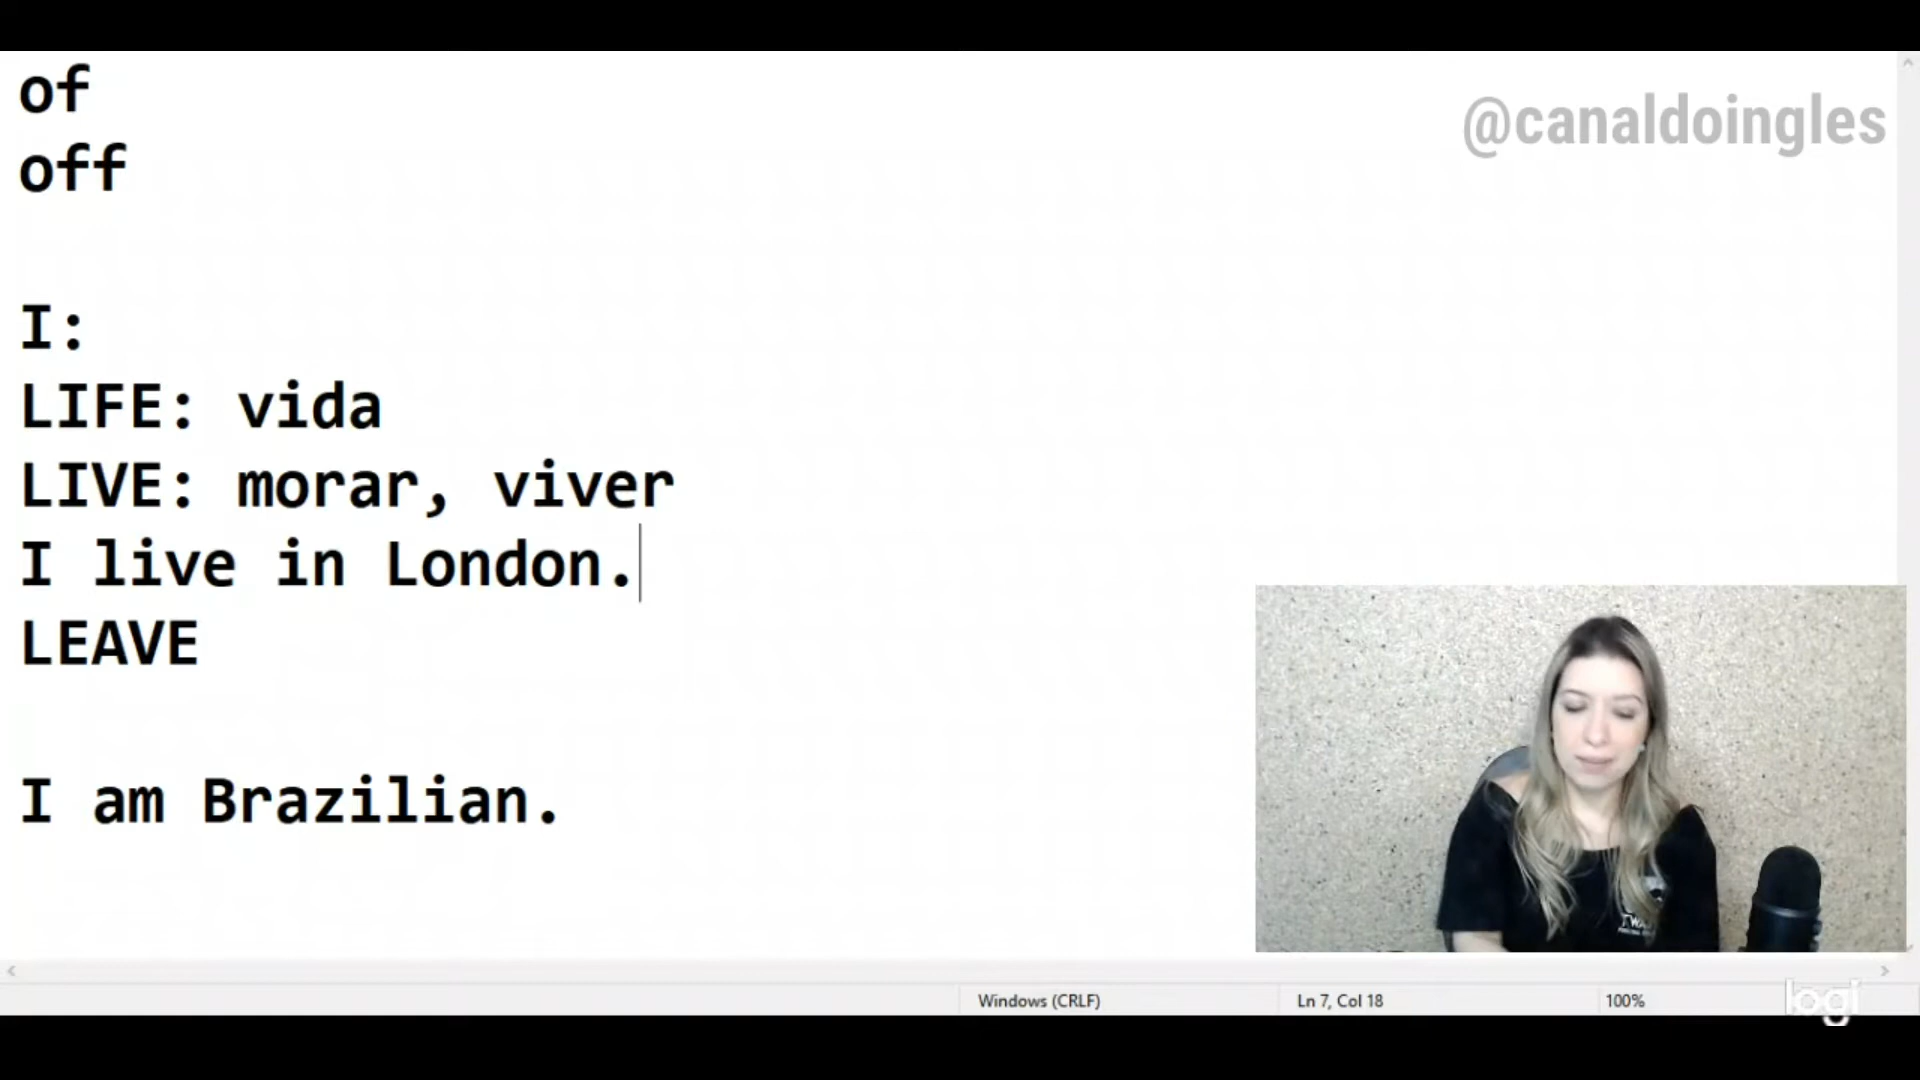 of
off
@canaldoingles
I:
LIFE: vida
LIVE: morar, viver
I live in London.
LEAVE
I am Brazilian.
Windows (CRLF)
Ln 7, Col 18
100%
logi